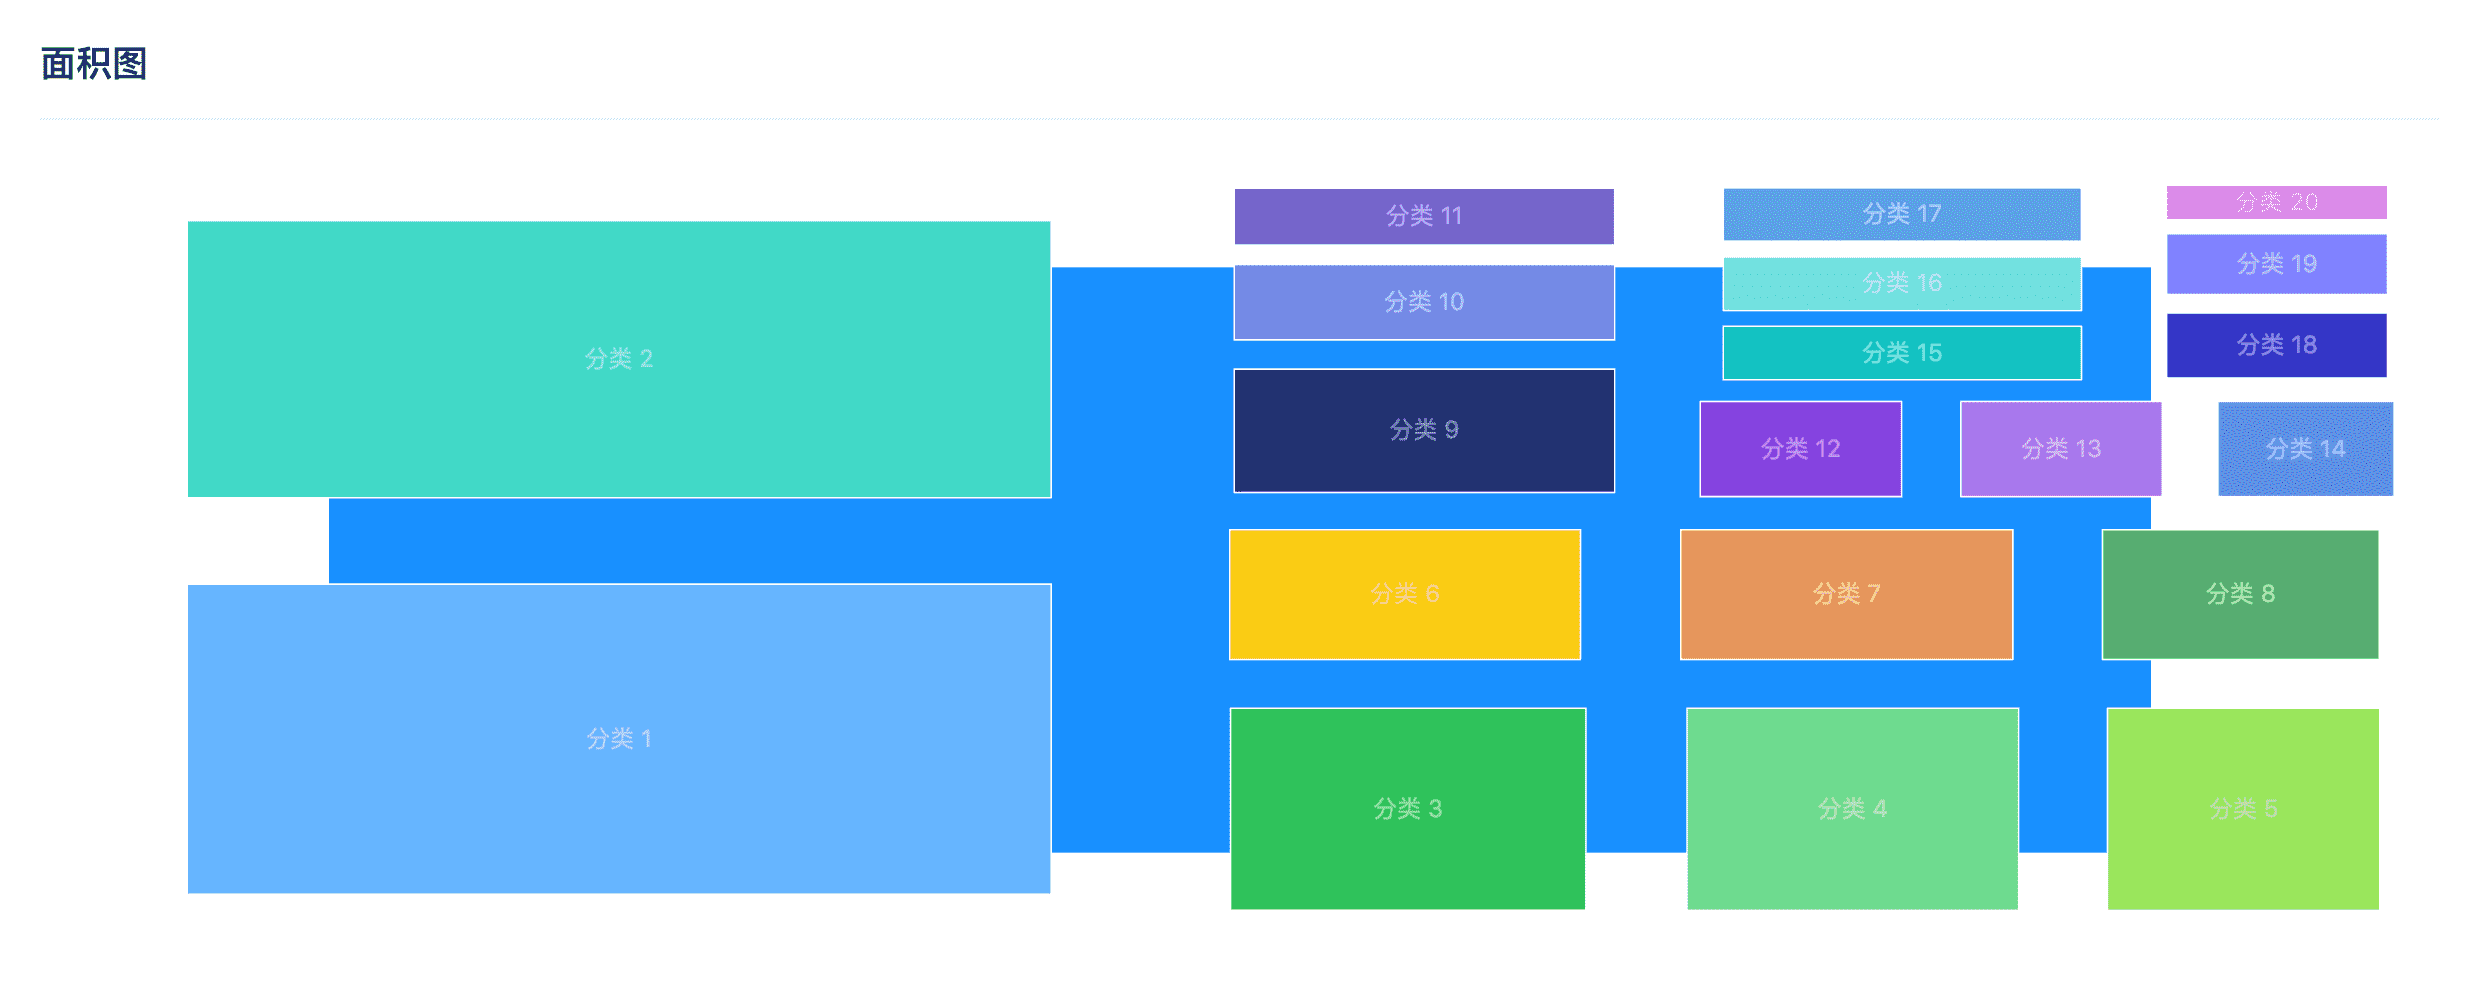 面积图
分类 11
分类 17
分类 20
分类 19
分类 16
分类 10
分类 18
分类 15
分类 2
分类 9
分类 12
分类 13
分类 14
分类 6
分类 7
分类 8
分类 1
分类 3
分类 4
分类 5